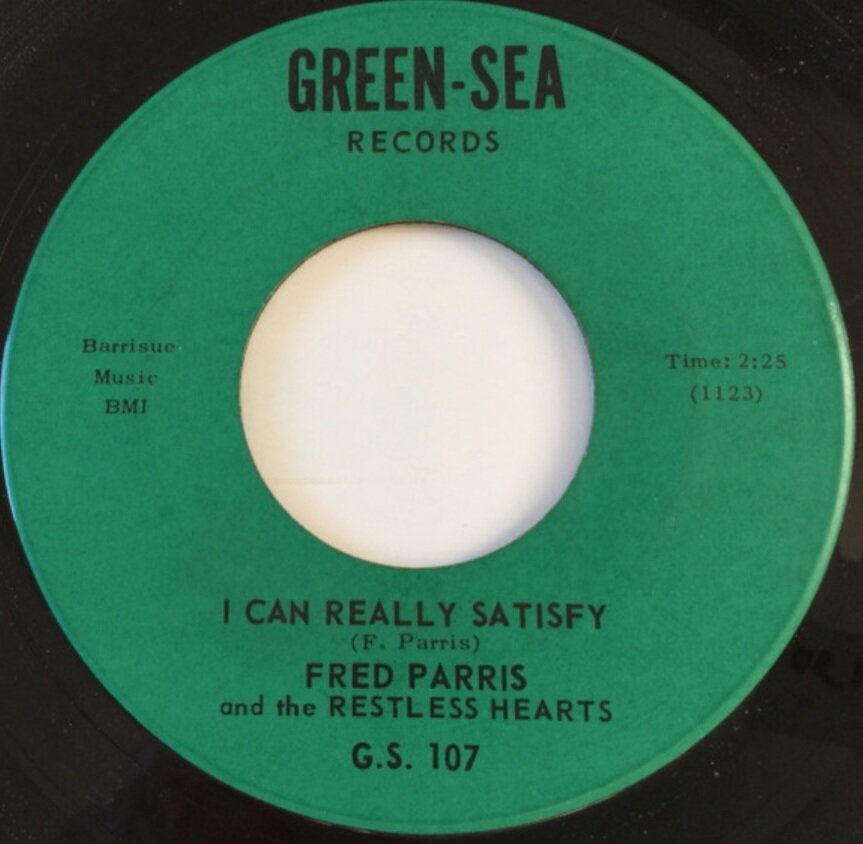 GREEN-SEA
RECORDS
Barrisue
Music
BMI
Time: 2:25
(1123)
I CAN REALLY SATISFY
(F. Parris)
FRED PARRIS
and the RESTLESS HEARTS
G.S. 107